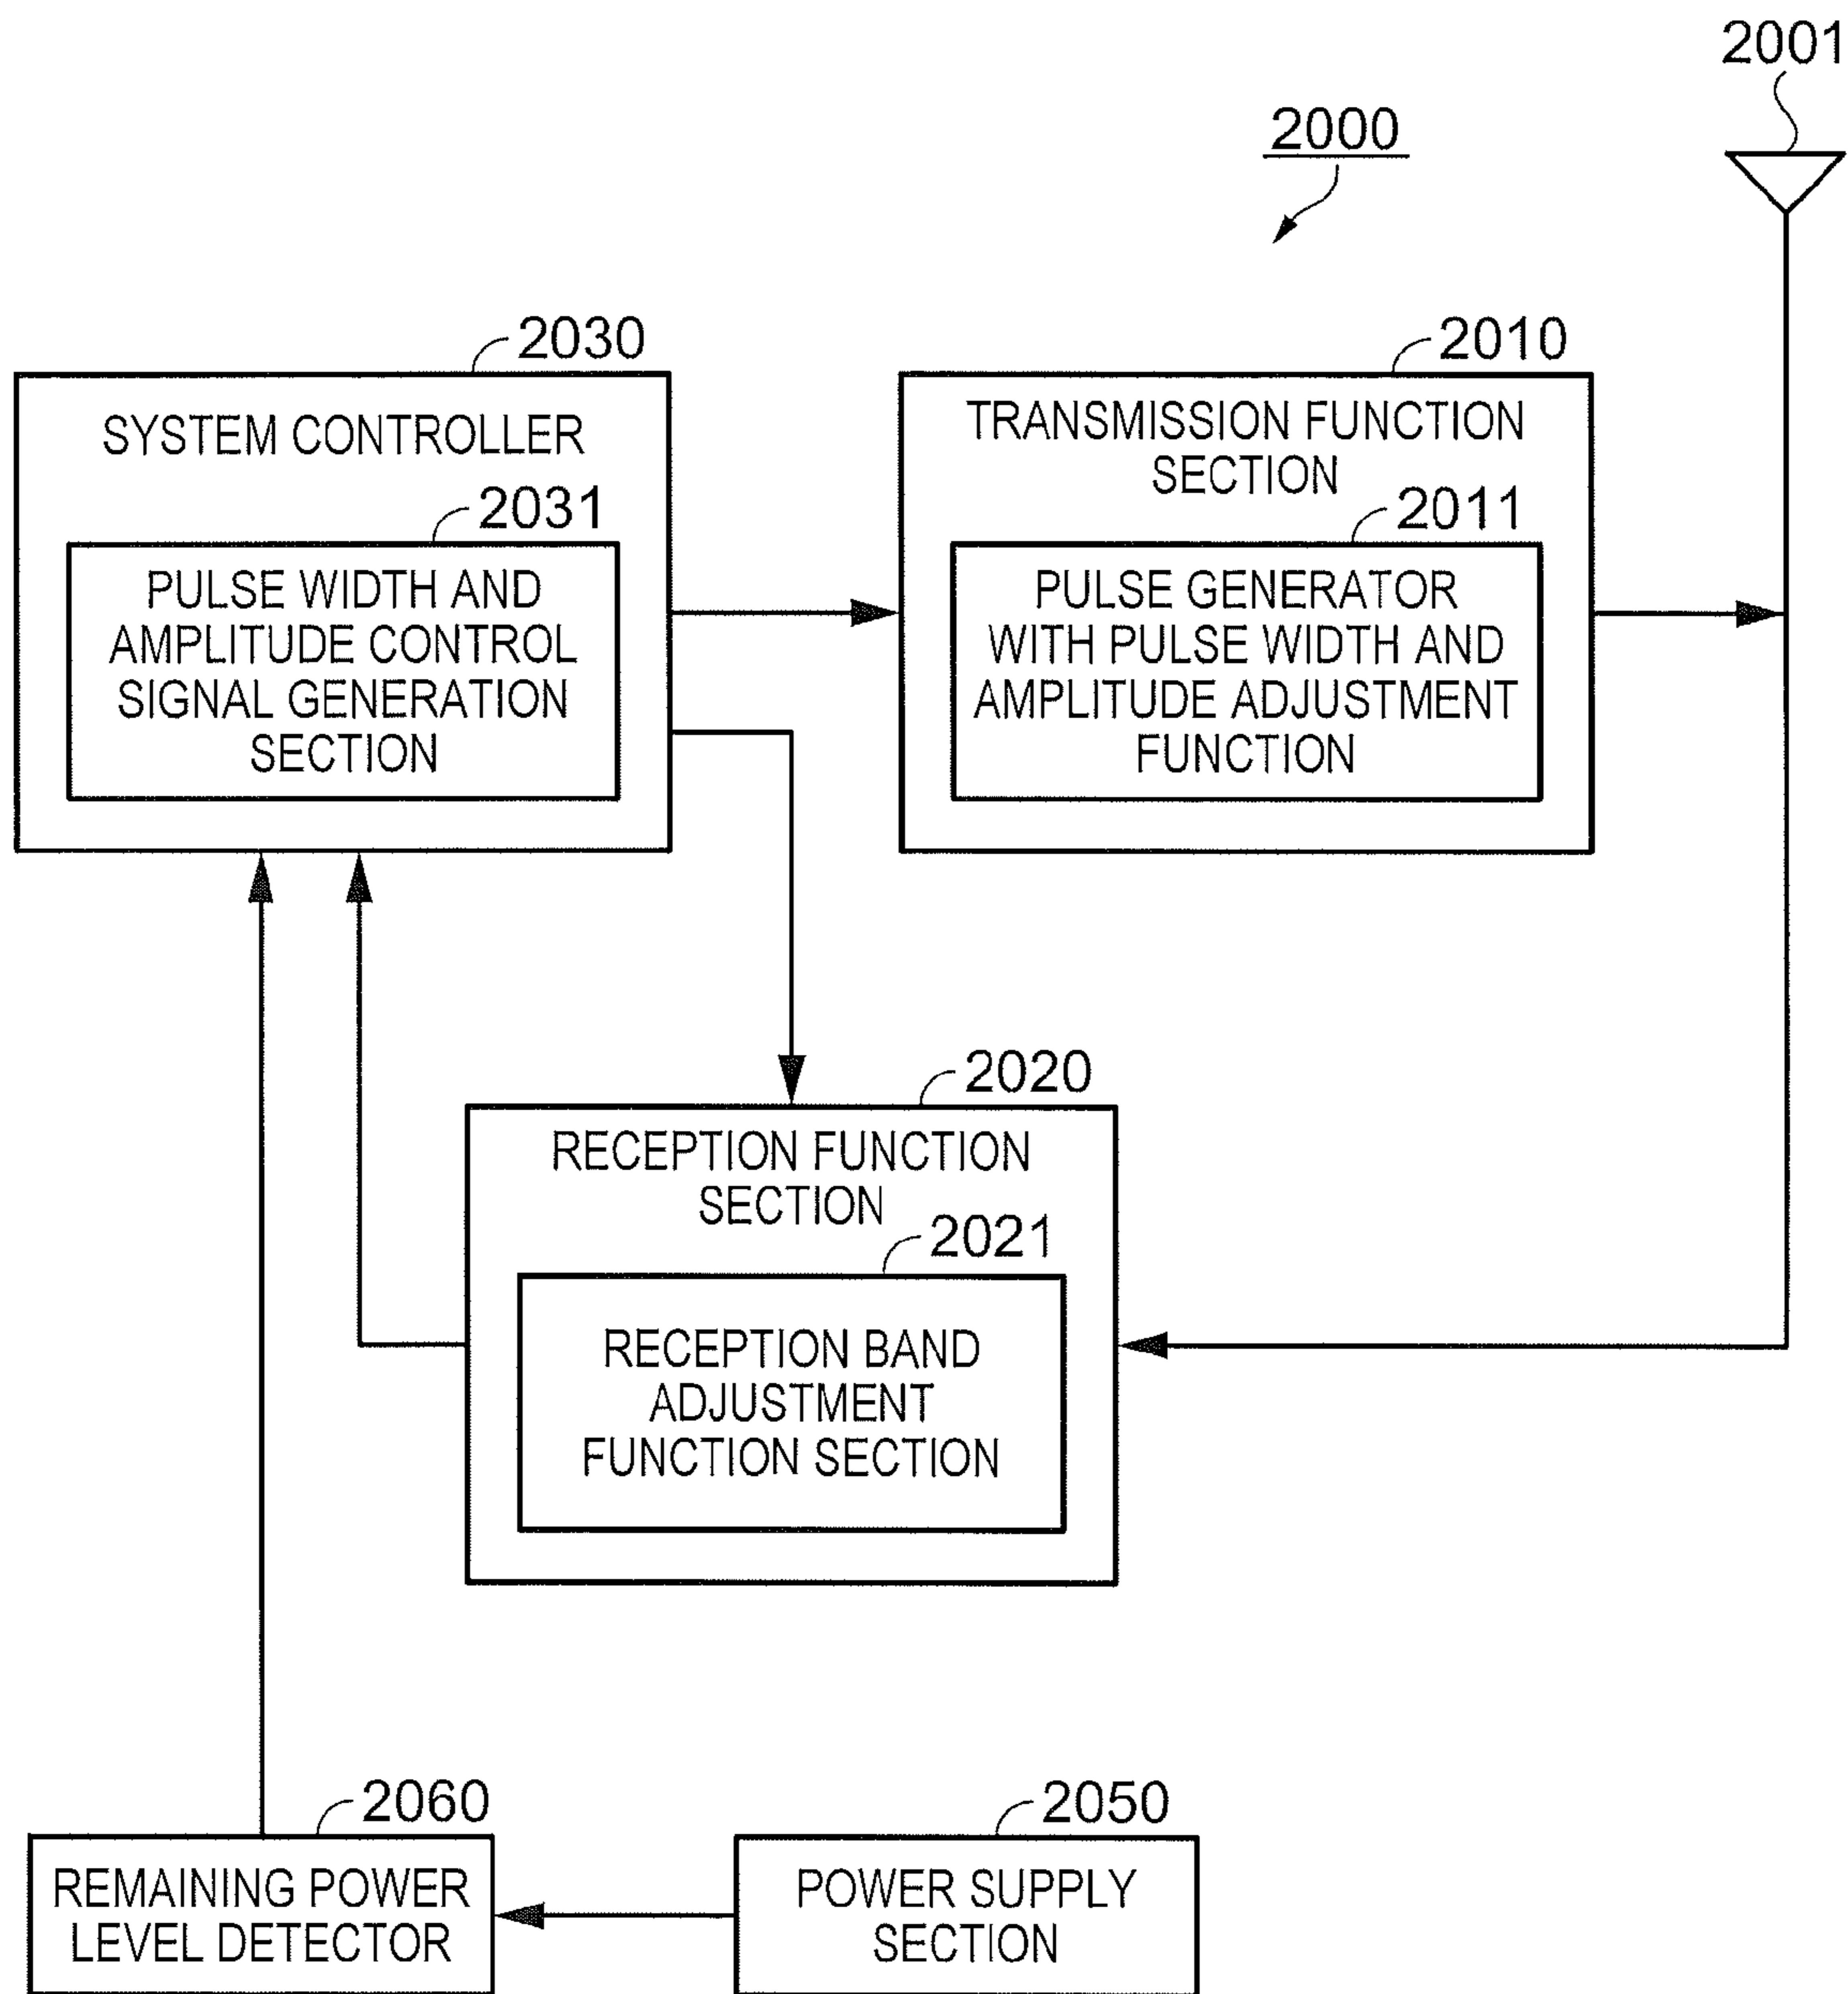 2001
2000
2030
SYSTEM CONTROLLER
2031
PULSE WIDTH AND
AMPLITUDE CONTROL
SIGNAL GENERATION
SECTION
2010
TRANSMISSION FUNCTION
SECTION
2011
PULSE GENERATOR
WITH PULSE WIDTH AND
AMPLITUDE ADJUSTMENT
FUNCTION
2020
RECEPTION FUNCTION
SECTION
2021
RECEPTION BAND
ADJUSTMENT
FUNCTION SECTION
2060
REMAINING POWER
LEVEL DETECTOR
2050
POWER SUPPLY
SECTION